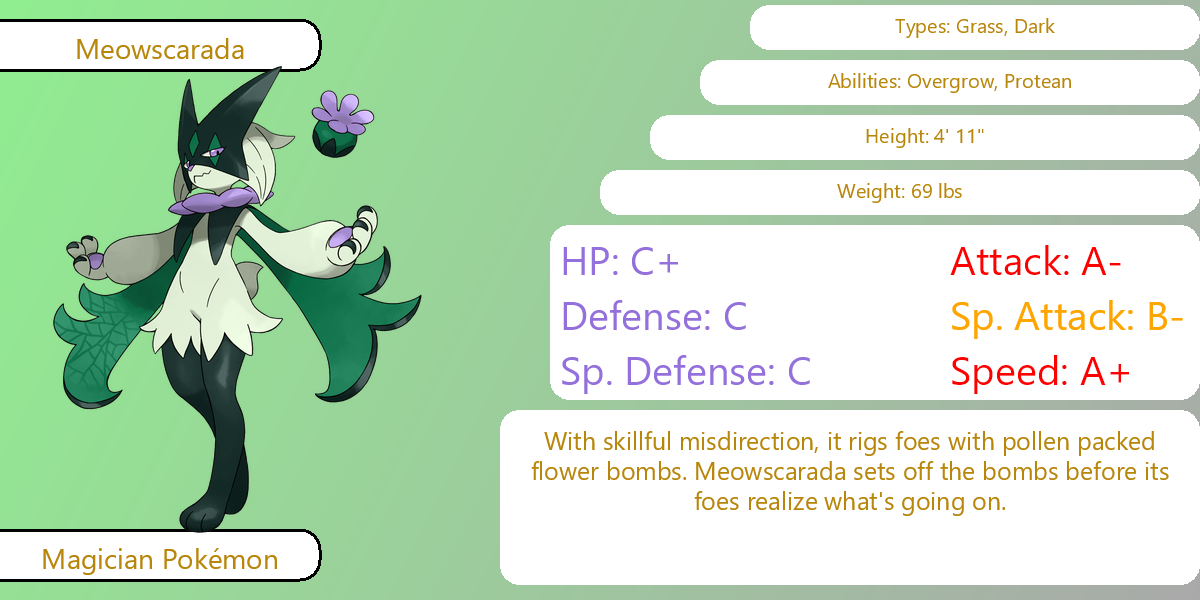 Meowscarada
Types: Grass, Dark
Abilities: Overgrow, Protean
Height: 4' 11"
Weight: 69 lbs
HP: C+
Attack: A-
Defense: C
Sp. Attack: B-
Sp. Defense: C
Speed: A+
With skillful misdirection, it rigs foes with pollen packed
flower bombs. Meowscarada sets off the bombs before its
foes realize what's going on.
Magician Pokémon